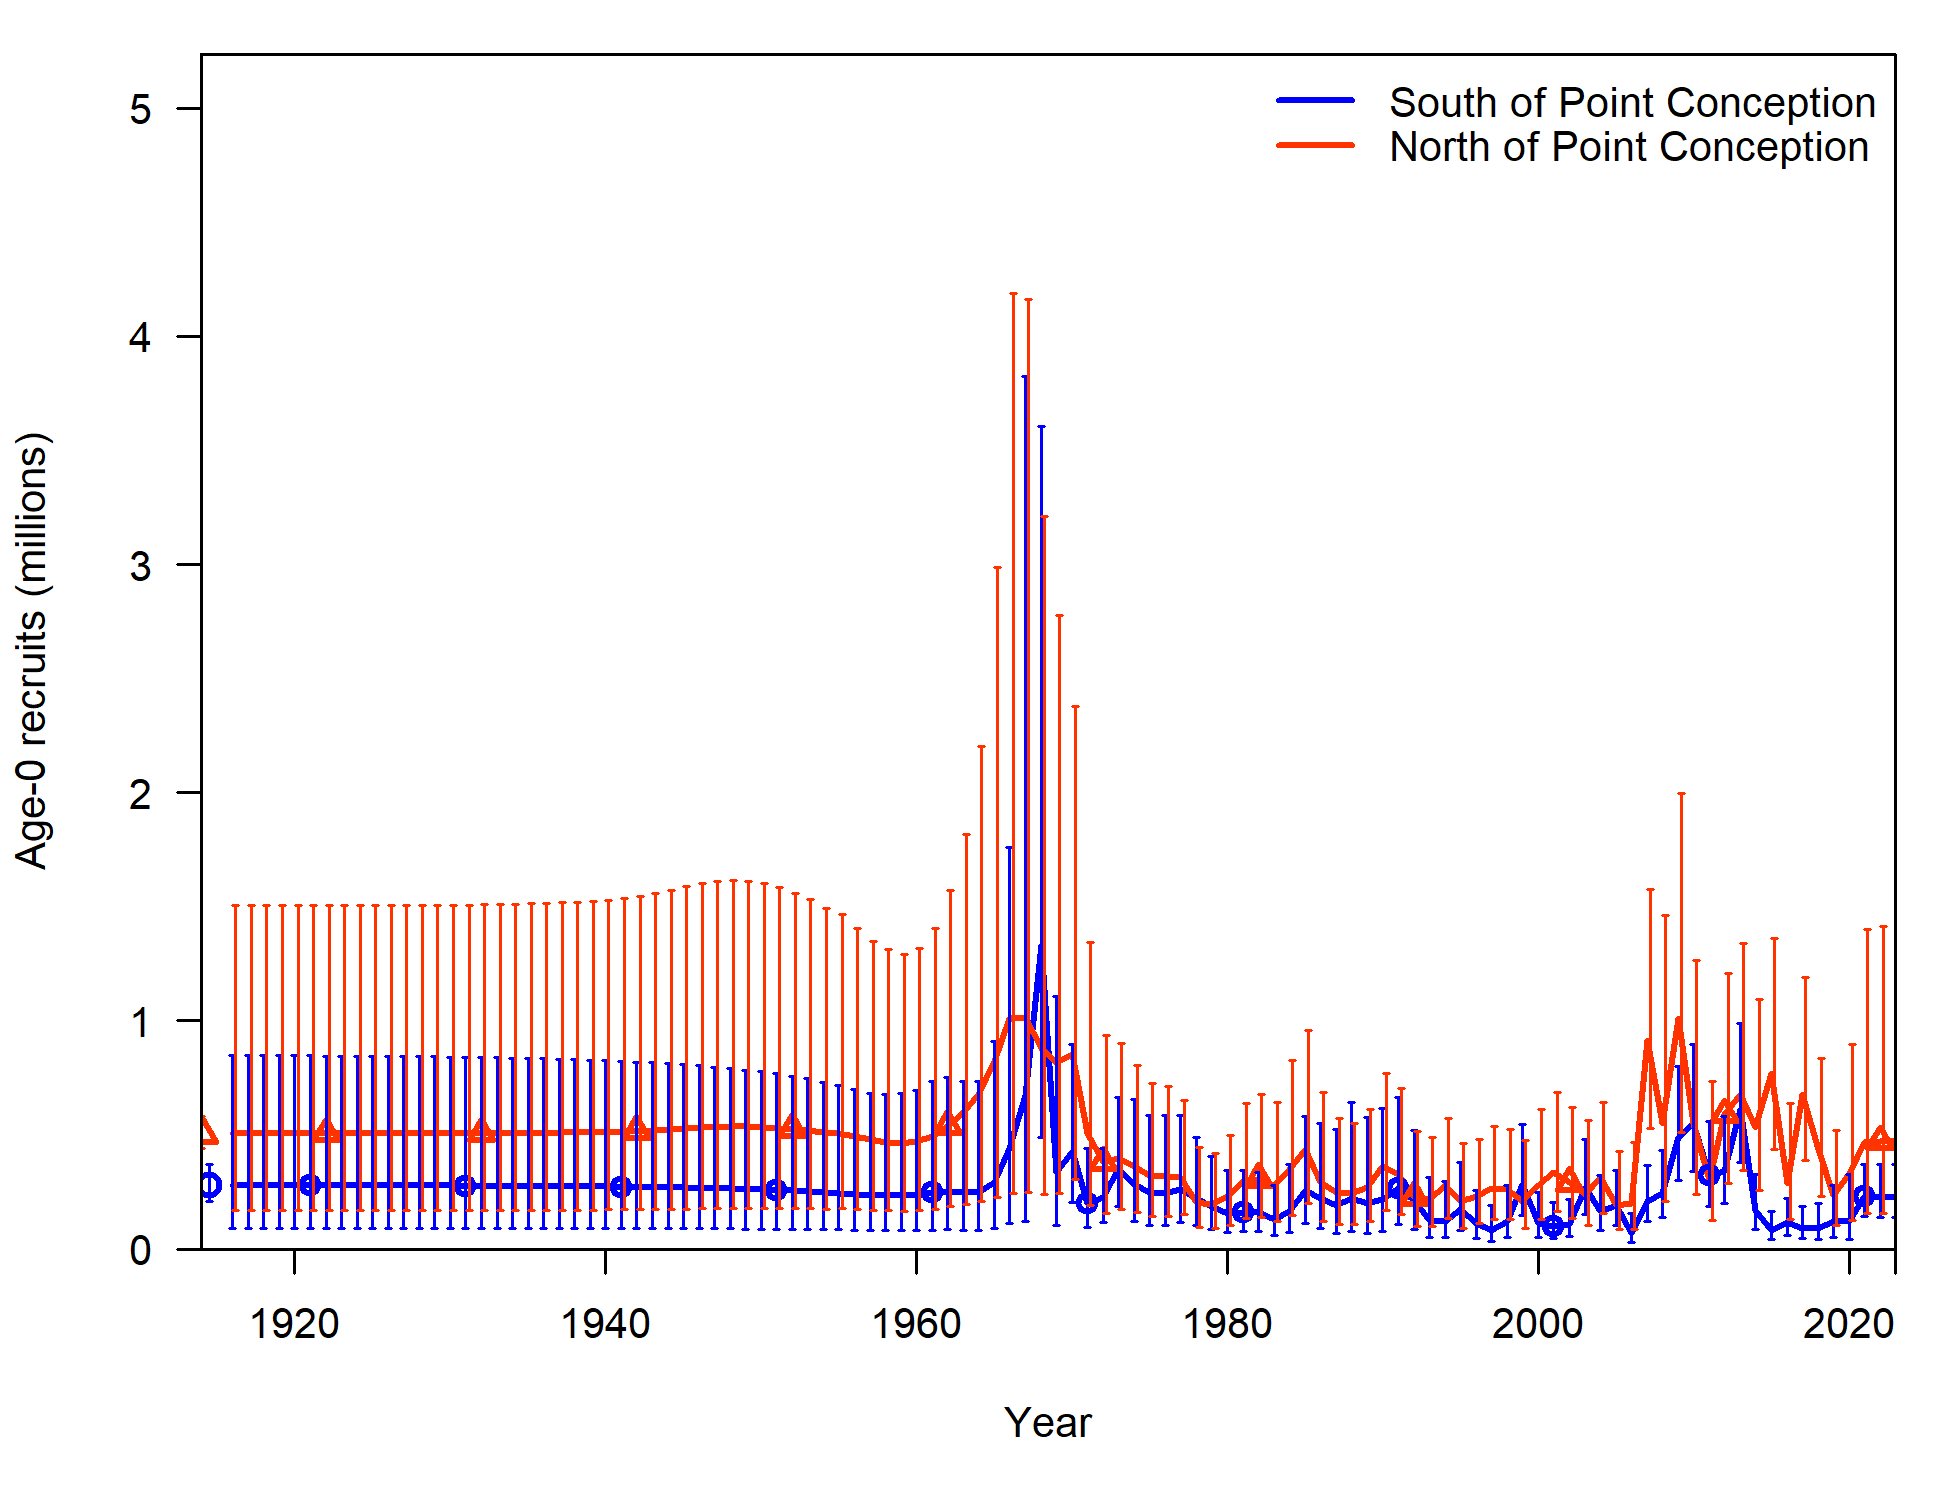 South of Point Conception
North of Point Conception
5
4
3
2
1
0
Age-0 recruits (millions)
1920 1940 1960 1980 2000 2020
Year